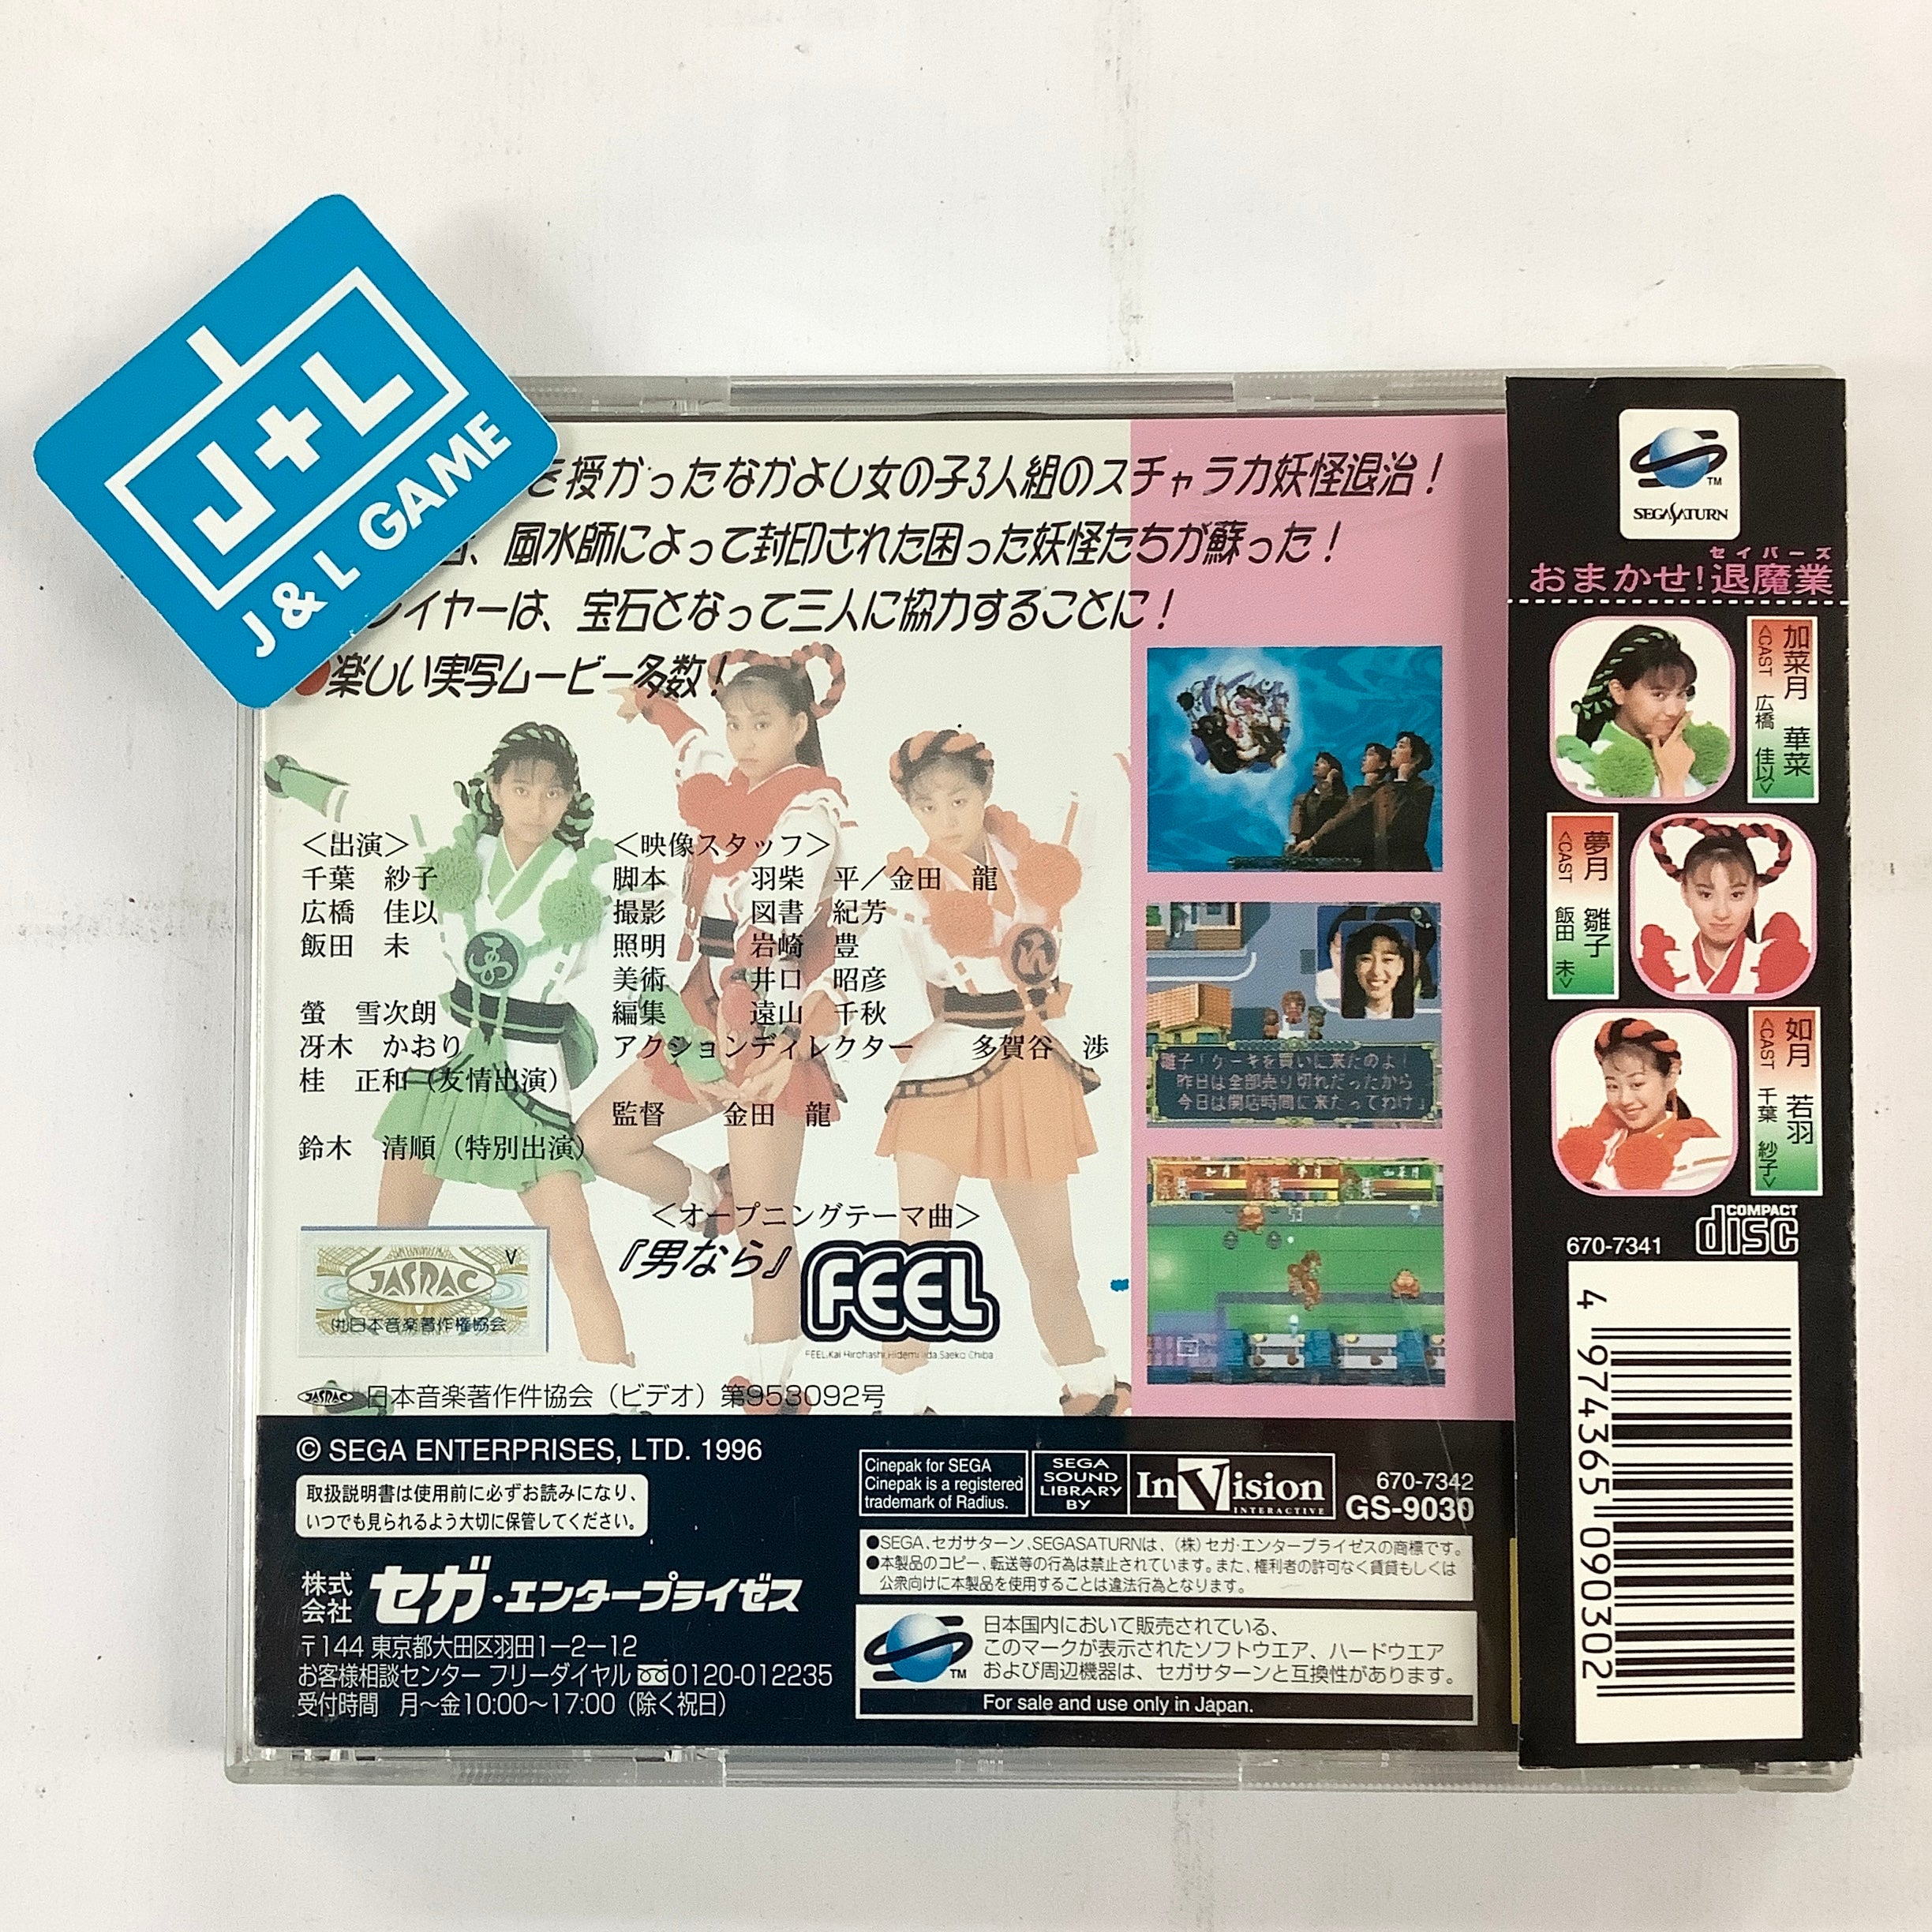 J+L
J & L GAME
を授かったなかよし女の子3人組のスチャラカ妖怪退治!
、風水師によって封印された困った妖怪たちが蘇った!
レイヤーは、宝石となって三人に協力することに!
●楽しい実写ムービー多数!
<出演>
千葉 紗子
広橋 佳以
飯田 未
螢 雪次朗
冴木 かおり
桂 正和(友情出演)
鈴木 清順(特別出演)
<映像スタッフ>
脚本 羽柴 平/金田 龍
撮影 図書 紀芳
照明 岩崎 豊
美術 井口 昭彦
編集 遠山 千秋
アクションディレクター 多賀谷 渉
監督 金田 龍
<オープニングテーマ曲>
『男なら』 FEEL
FEEL.Kai Hirohashi.Hidemi Iida.Saeko Chiba
V
JASRAC
(社)日本音楽著作権協会
JASRAC 日本音楽著作件協会(ビデオ)第953092号
雛子「ケーキを買いに来たのよ!
昨日は全部売り切れだったから
今日は開店時間に来たってわけ」
如月 夢月 加菜月
53
© SEGA ENTERPRISES, LTD. 1996
取扱説明書は使用前に必ずお読みになり、
いつでも見られるよう大切に保管してください。
株式会社 セガ・エンタープライゼス
〒144 東京都大田区羽田1-2-12
お客様相談センター フリーダイヤル 0120-012235
受付時間 月~金10:00~17:00(除く祝日)
Cinepak for SEGA
Cinepak is a registered
trademark of Radius.
SEGA
SOUND
LIBRARY
BY
InVision
INTERACTIVE
670-7342
GS-9030
●SEGA、セガサターン、SEGASATURNは、(株)セガ・エンタープライゼスの商標です。
●本製品のコピー、転送等の行為は禁止されています。また、権利者の許可なく賃貸もしくは
公衆向けに本製品を使用することは違法行為となります。
TM
日本国内において販売されている、
このマークが表示されたソフトウエア、ハードウエア
および周辺機器は、セガサターンと互換性があります。
For sale and use only in Japan.
TM
SEGA SATURN
セイバーズ
おまかせ!退魔業
加菜月 華菜
<CAST 広橋 佳以>
夢月 雛子
<CAST 飯田 未>
如月 若羽
<CAST 千葉 紗子>
670-7341
COMPACT
disc
4 974365 090302